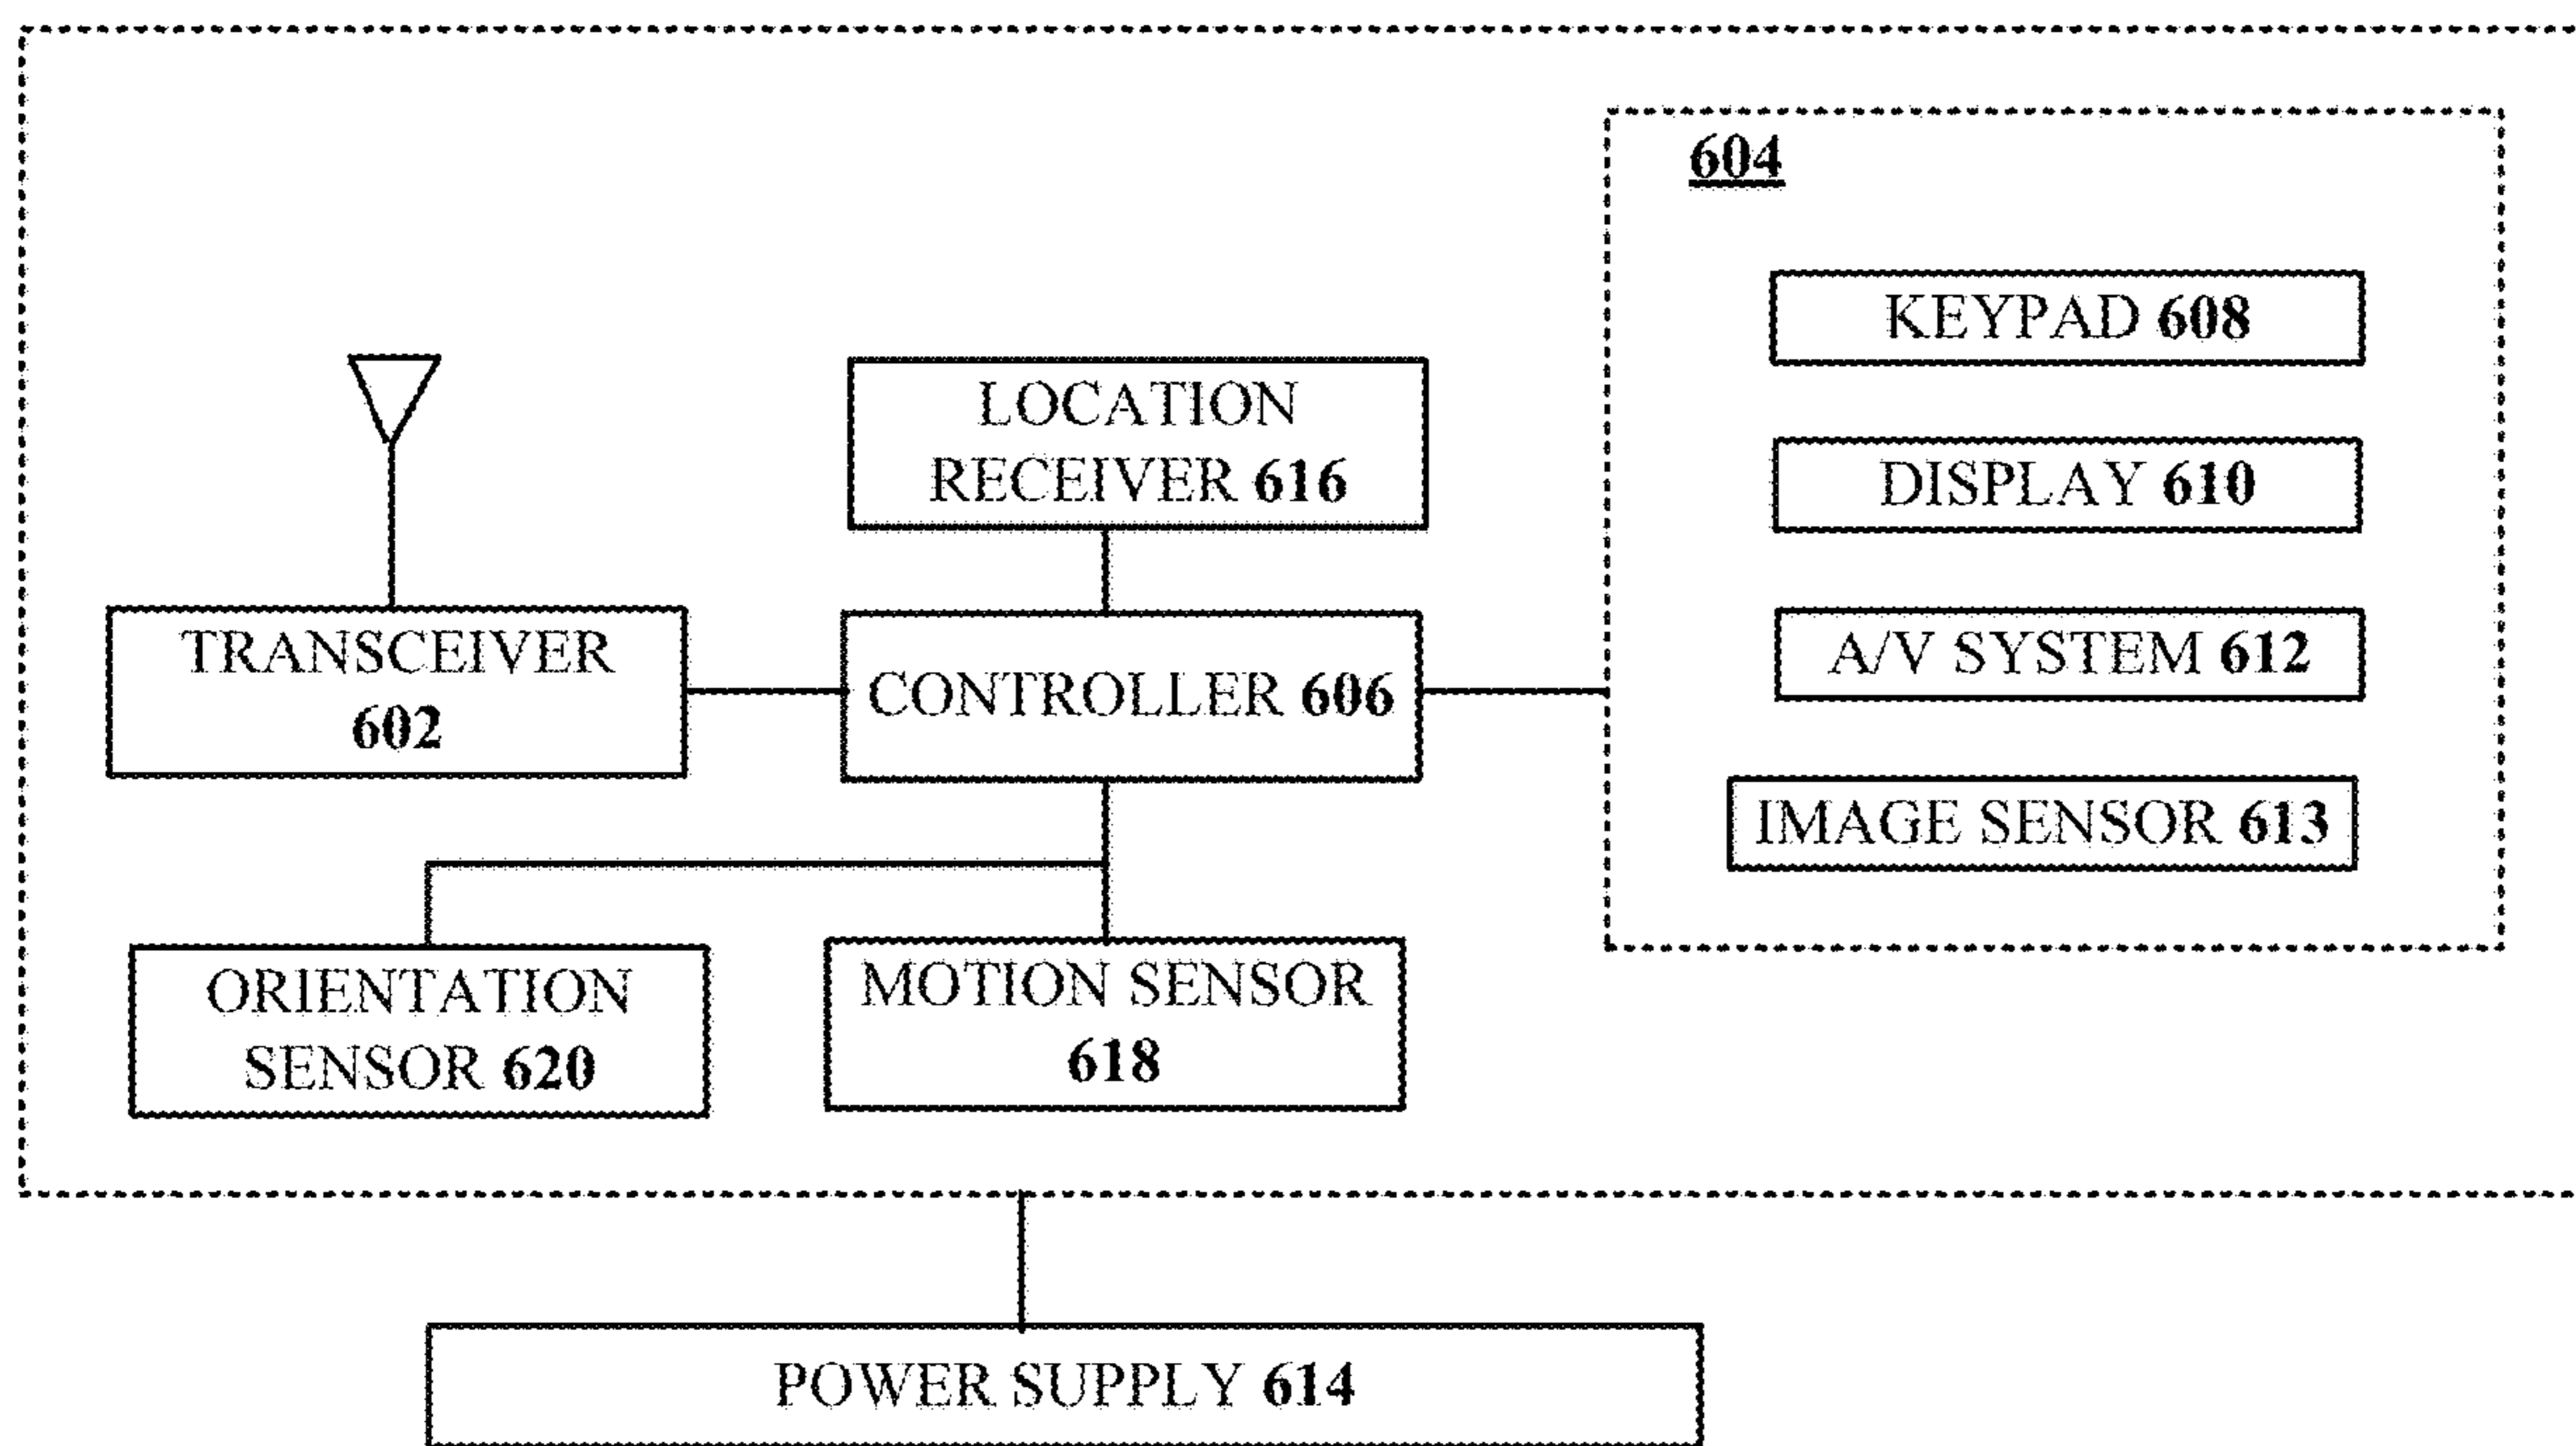 604
KEYPAD 608
LOCATION
RECEIVER 616
DISPLAY 610
TRANSCEIVER
602
CONTROLLER 606
A/V SYSTEM 612
IMAGE SENSOR 613
ORIENTATION
SENSOR 620
MOTION SENSOR
618
POWER SUPPLY 614